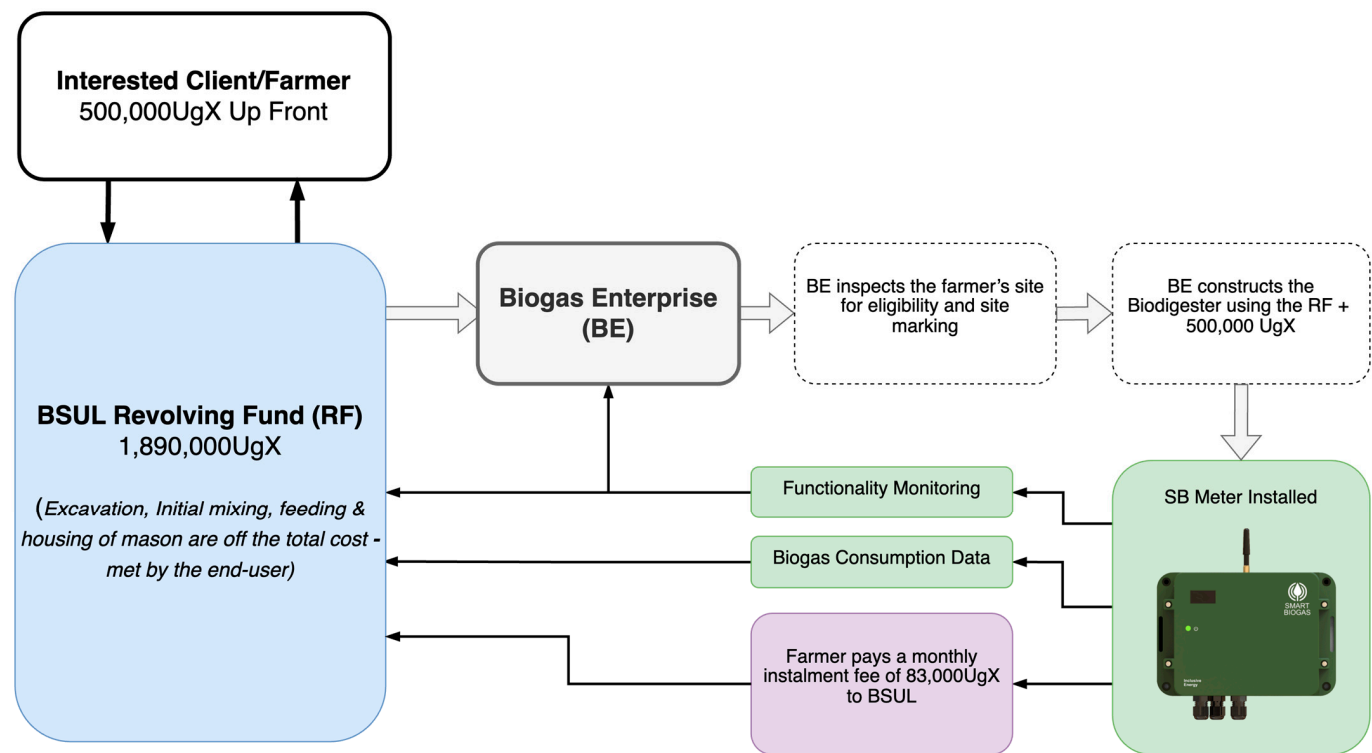 Interested Client/Farmer
500,000UgX Up Front
BSUL Revolving Fund (RF)
1,890,000UgX
(Excavation, Initial mixing, feeding &
housing of mason are off the total cost -
met by the end-user)
Biogas Enterprise
(BE)
BE inspects the farmer's site
for eligibility and site
marking
BE constructs the
Biodigester using the RF +
500,000 UgX
Functionality Monitoring
Biogas Consumption Data
Farmer pays a monthly
instalment fee of 83,000UgX
to BSUL
SB Meter Installed
SMART
BIOGAS
Inclusive
Energy